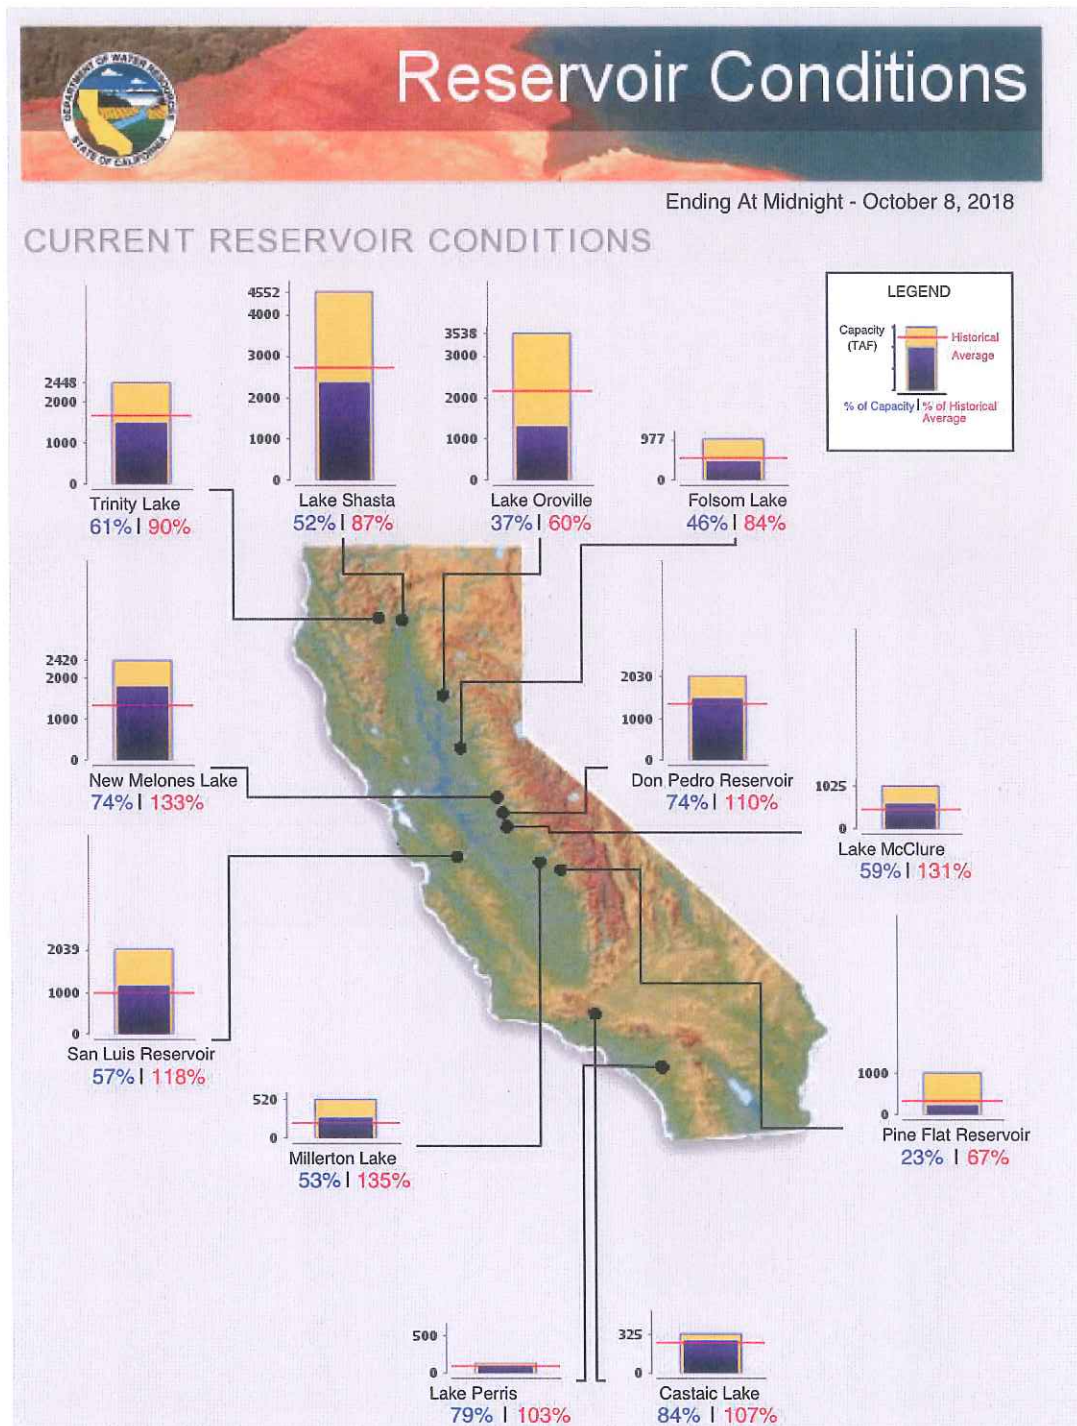 DEPARTMENT OF WATER RESOURCES
STATE OF CALIFORNIA
Reservoir Conditions
Ending At Midnight - October 8, 2018
CURRENT RESERVOIR CONDITIONS
LEGEND
Capacity
(TAF)
Historical
Average
% of Capacity | % of Historical
Average
2448
2000
1000
0
Trinity Lake
61% | 90%
4552
4000
3000
2000
1000
0
Lake Shasta
52% | 87%
3538
3000
2000
1000
0
Lake Oroville
37% | 60%
977
0
Folsom Lake
46% | 84%
2420
2000
1000
0
New Melones Lake
74% | 133%
2030
1000
0
Don Pedro Reservoir
74% | 110%
1025
0
Lake McClure
59% | 131%
2039
1000
0
San Luis Reservoir
57% | 118%
520
0
Millerton Lake
53% | 135%
1000
0
Pine Flat Reservoir
23% | 67%
500
0
Lake Perris
79% | 103%
325
0
Castaic Lake
84% | 107%